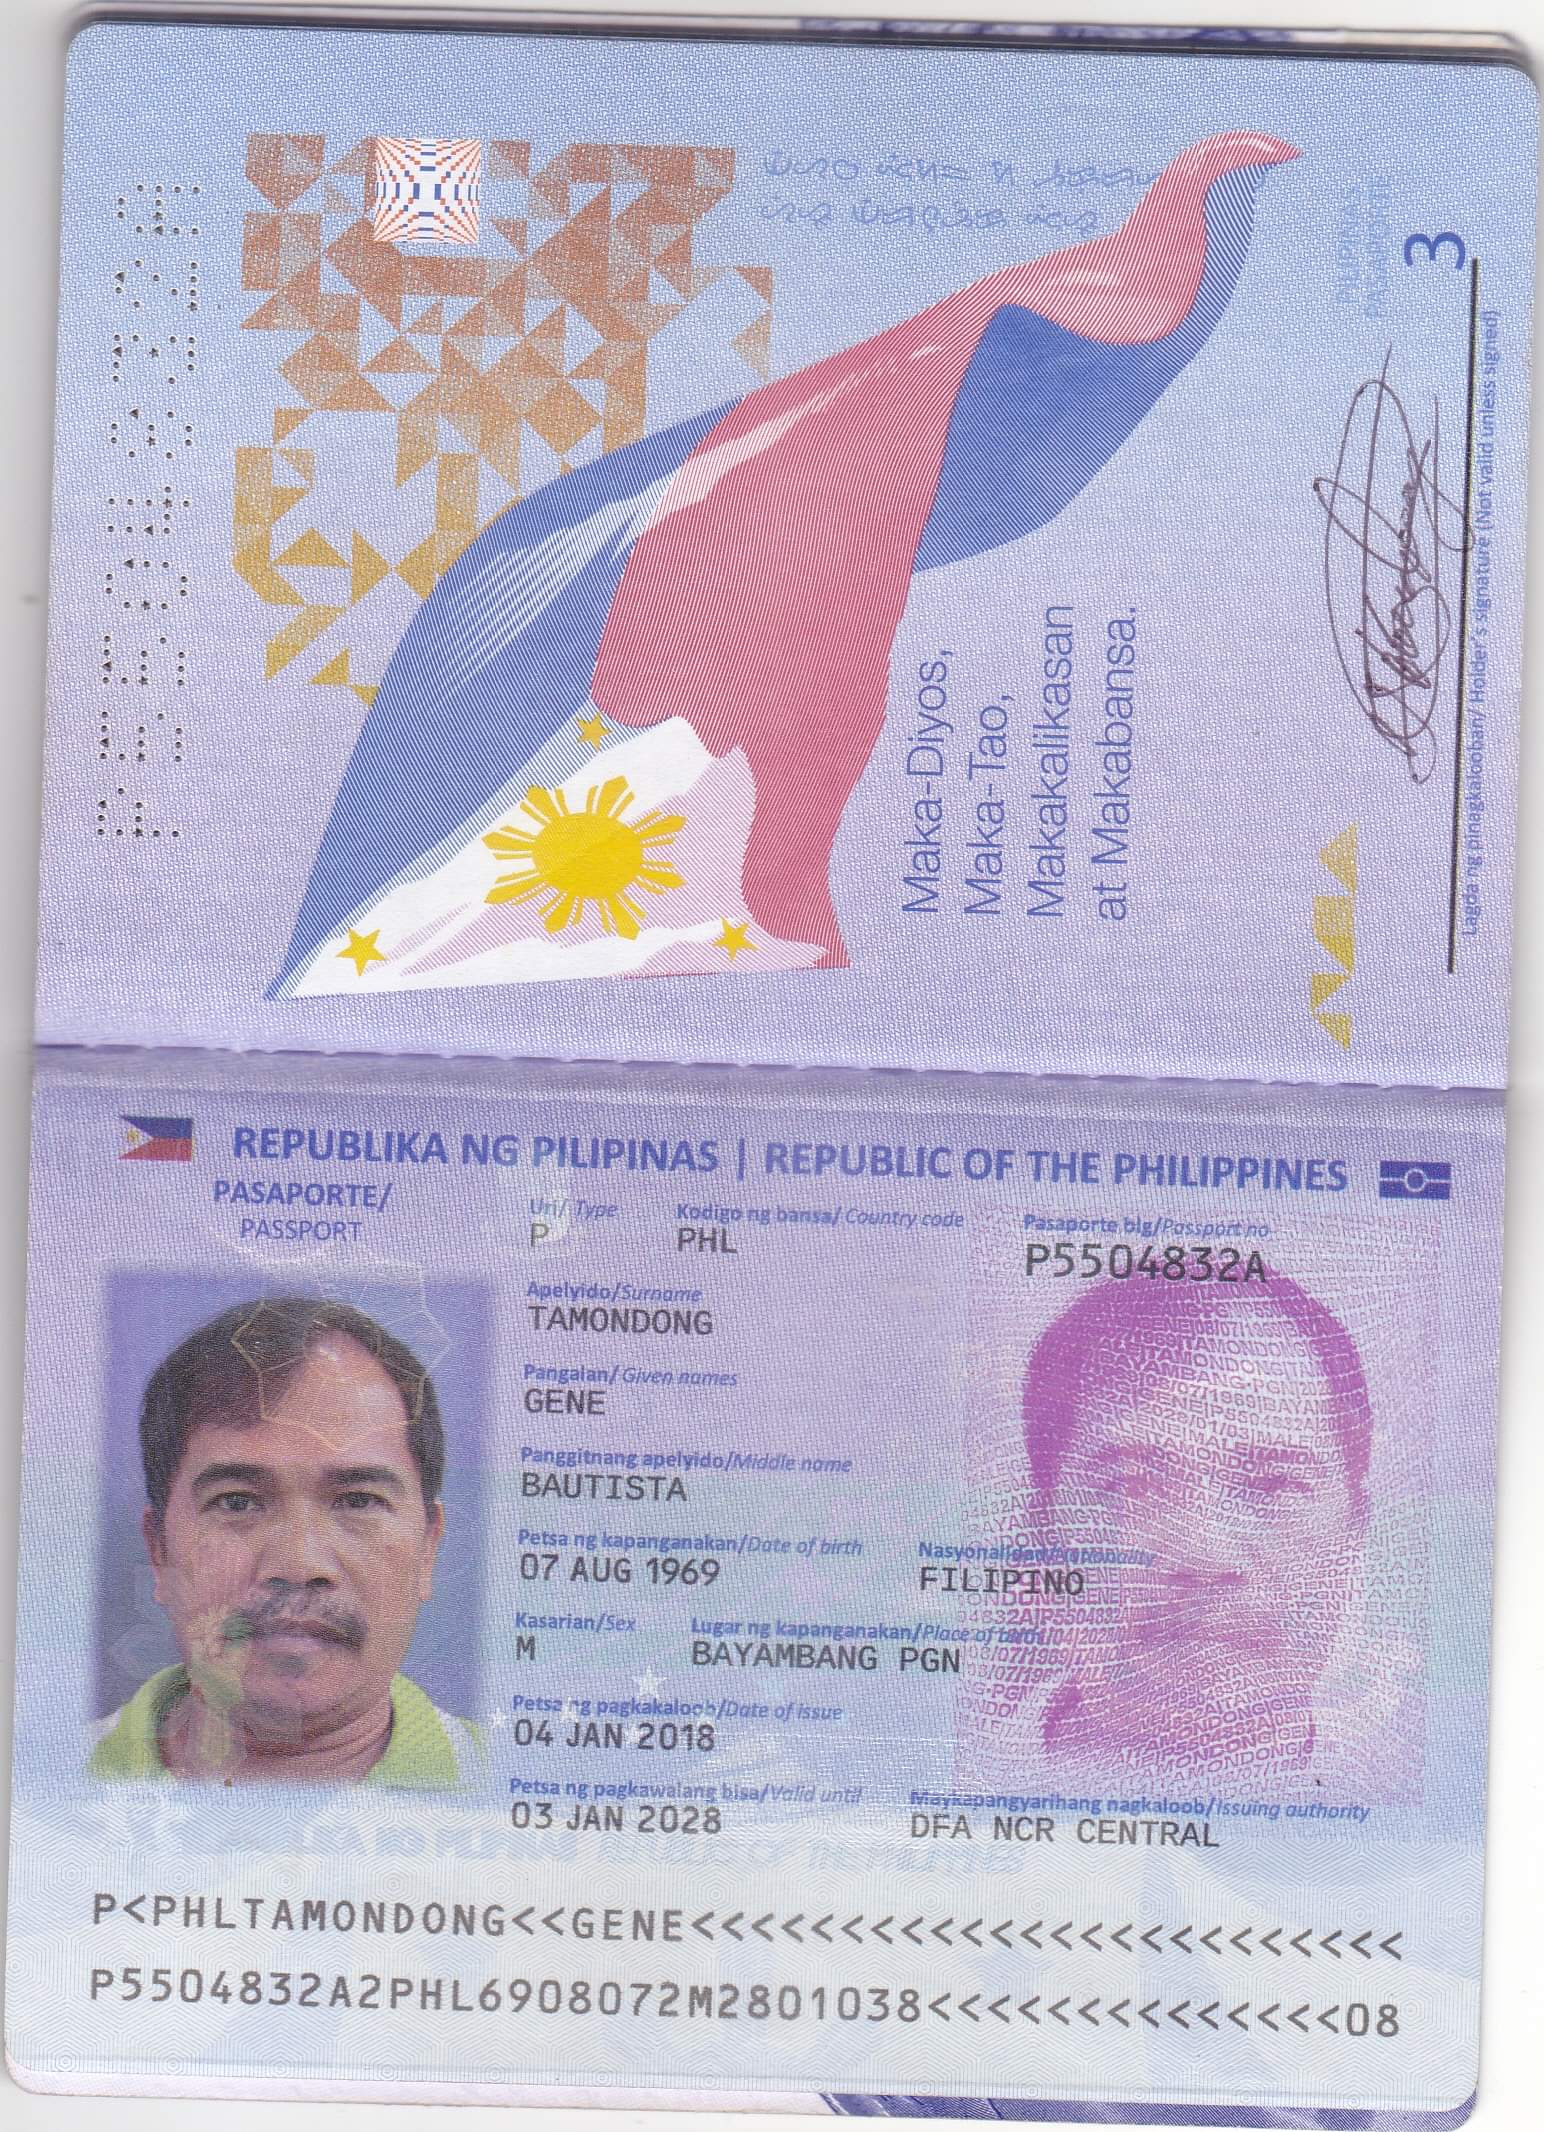 P5504832A
3
PILIPINAS
PASAPORTE
Maka-Diyos,
Maka-Tao,
Makakalikasan
at Makabansa.
Lagda ng pinagkalooban/ Holder's signature (Not valid unless signed)
REPUBLIKA NG PILIPINAS | REPUBLIC OF THE PHILIPPINES
PASAPORTE/
PASSPORT
Uri/ Type
P
Kodigo ng bansa/ Country code
PHL
Pasaporte blg/Passport no
P5504832A
Apelyido/Surname
TAMONDONG
Pangalan/ Given names
GENE
Panggitnang apelyido/Middle name
BAUTISTA
Petsa ng kapanganakan/Date of birth
07 AUG 1969
Nasyonalidad/Nationality
FILIPINO
Kasarian/Sex
M
Lugar ng kapanganakan/Place of birth
BAYAMBANG PGN
Petsa ng pagkakaloob/Date of issue
04 JAN 2018
Petsa ng pagkawalang bisa/Valid until
03 JAN 2028
Maykapangyarihang nagkaloob/Issuing authority
DFA NCR CENTRAL
P<PHLTAMONDONG<<GENE<<<<<<<<<<<<<<<<<<<<<<<<
P5504832A2PHL6908072M2801038<<<<<<<<<<<<<<08